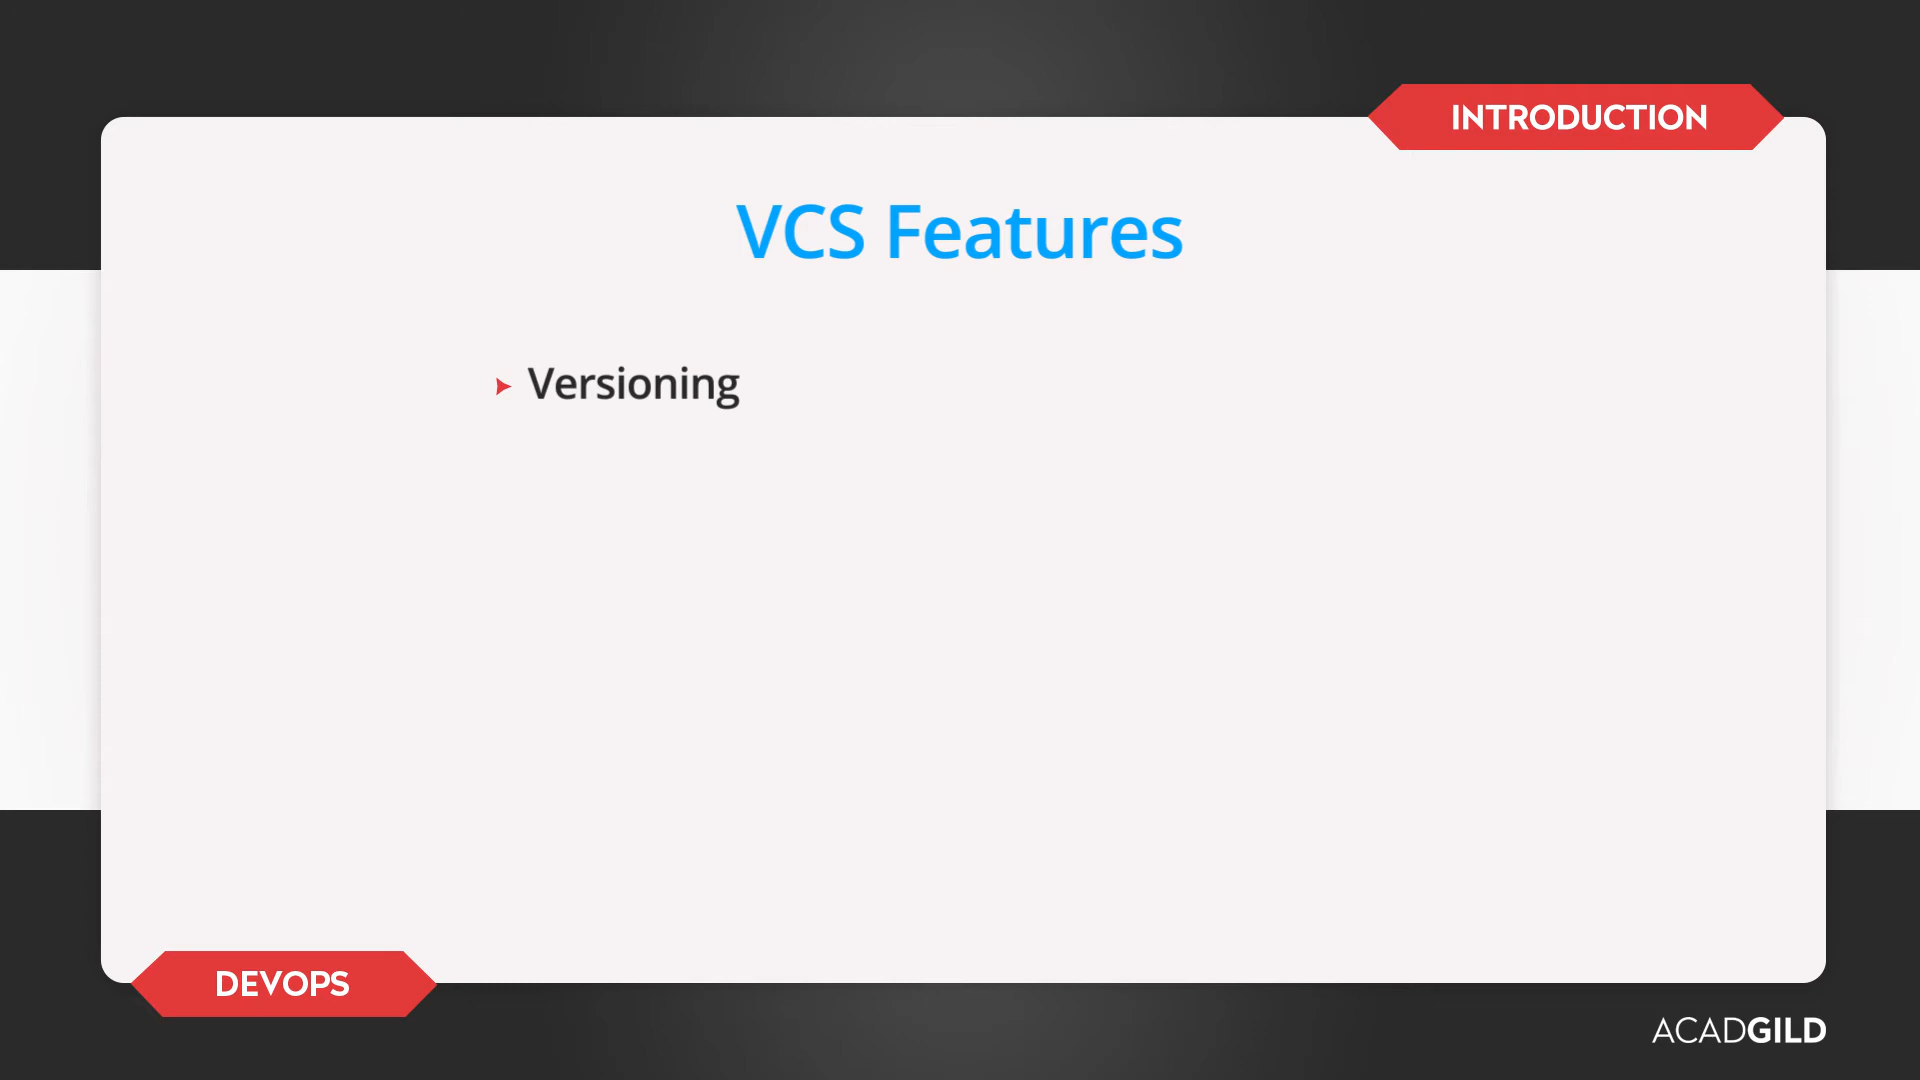 INTRODUCTION
VCS Features
Versioning
DEVOPS
ACADGILD